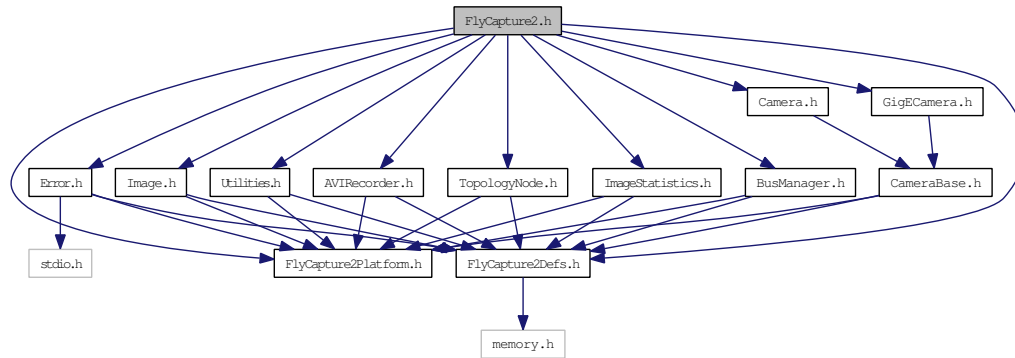 FlyCapture2.h
Camera.h
GigECamera.h
Error.h
Image.h
Utilities.h
AVIRecorder.h
TopologyNode.h
ImageStatistics.h
BusManager.h
CameraBase.h
stdio.h
FlyCapture2Platform.h
FlyCapture2Defs.h
memory.h